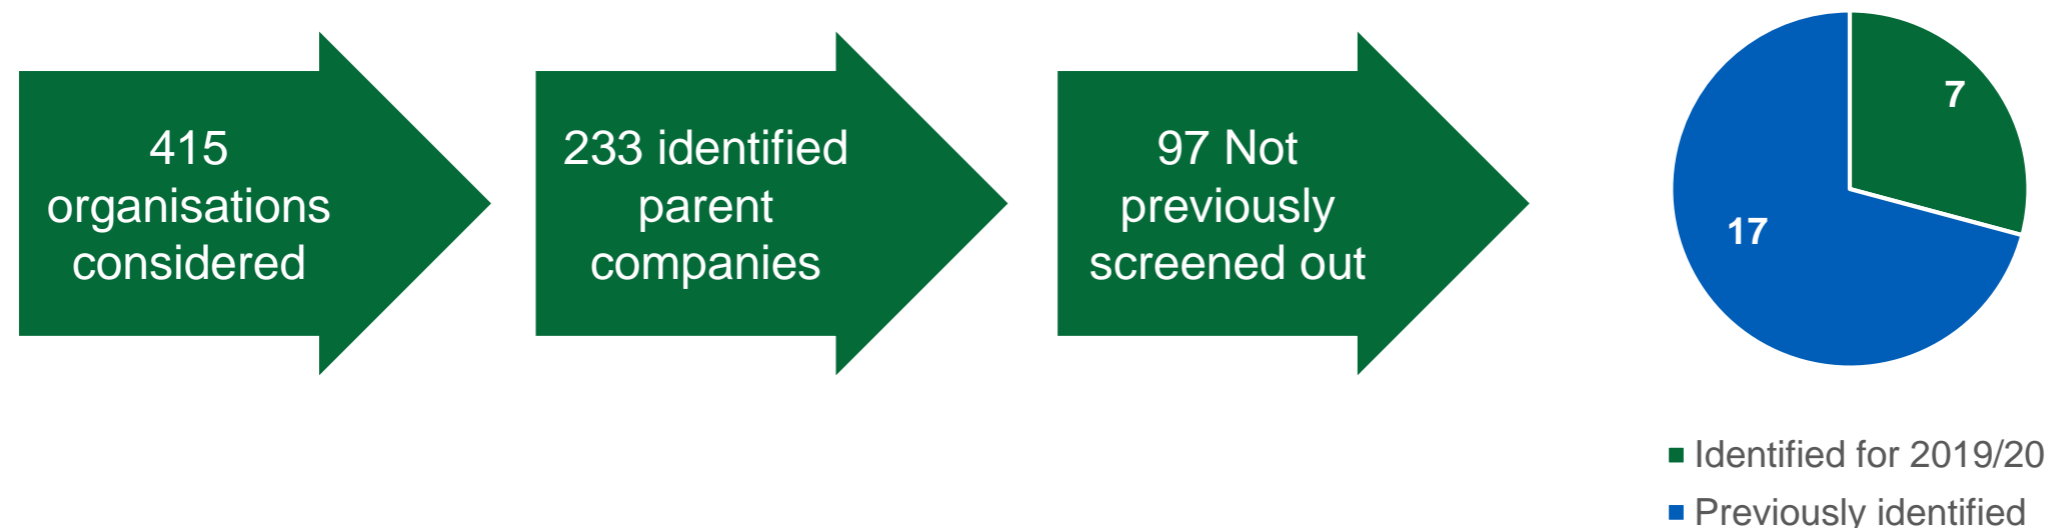 415
organisations
considered
233 identified
parent
companies
97 Not
previously
screened out
7
17
Identified for 2019/20
Previously identified